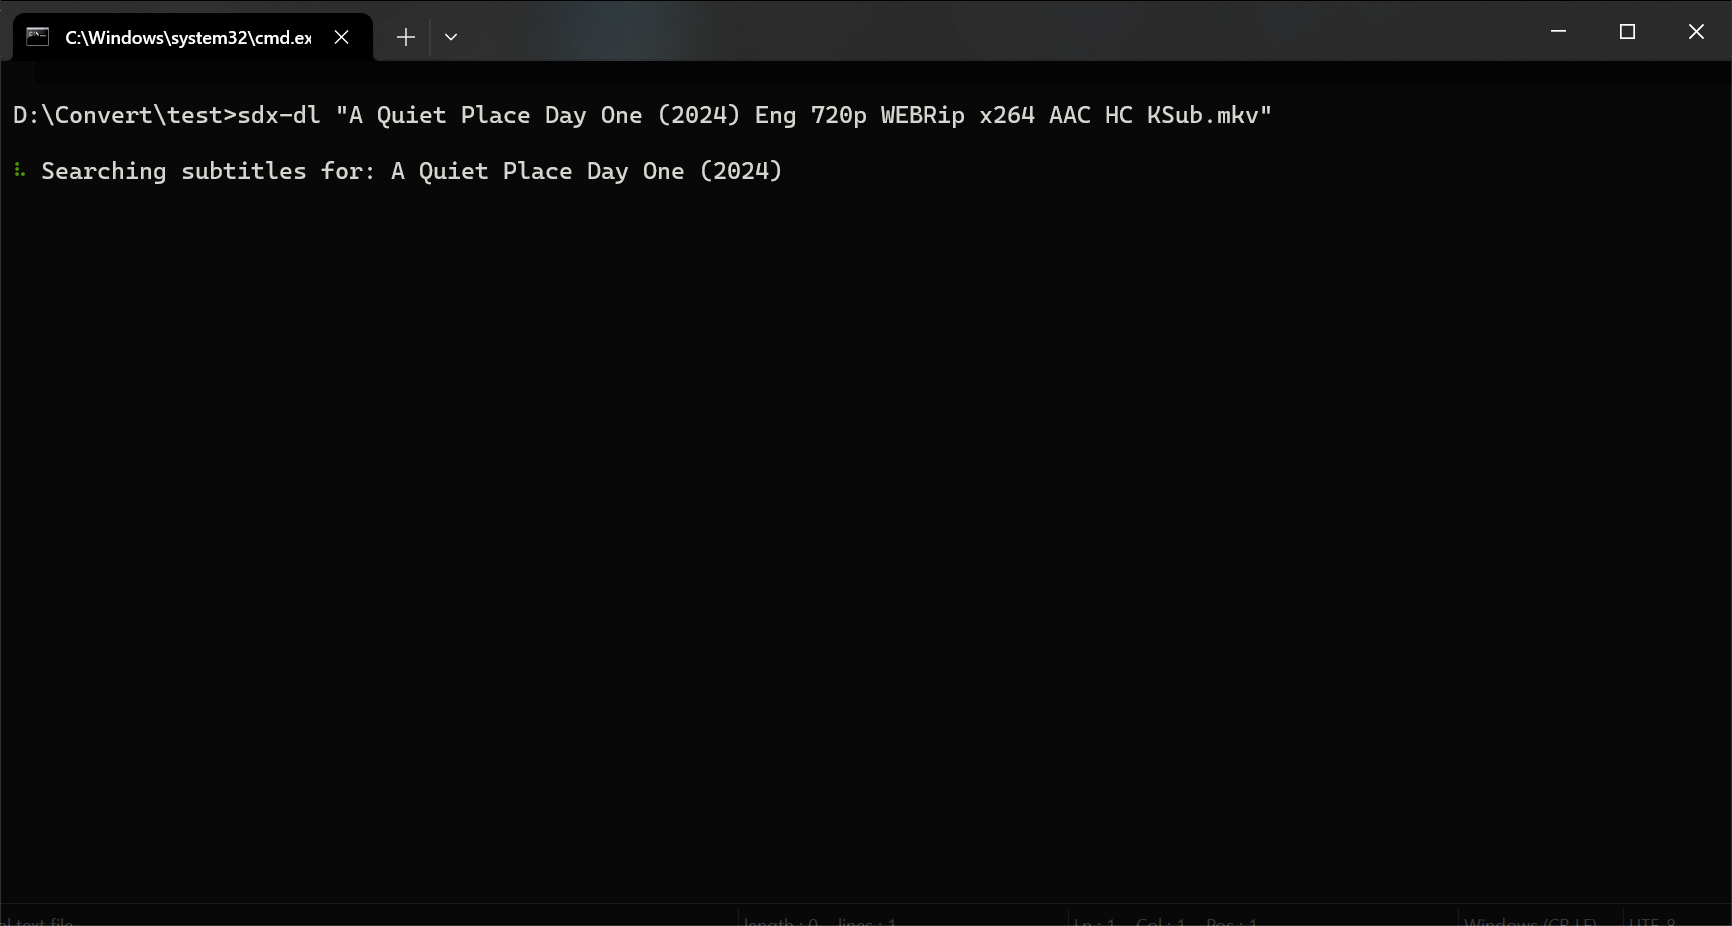 C:\Windows\system32\cmd.ex
D:\Convert\test>sdx-dl "A Quiet Place Day One (2024) Eng 720p WEBRip x264 AAC HC KSub.mkv"
Searching subtitles for: A Quiet Place Day One (2024)
text file length : 0 lines : 1 Ln : 1 Col : 1 Pos : 1 Windows (CR LF) UTF-8